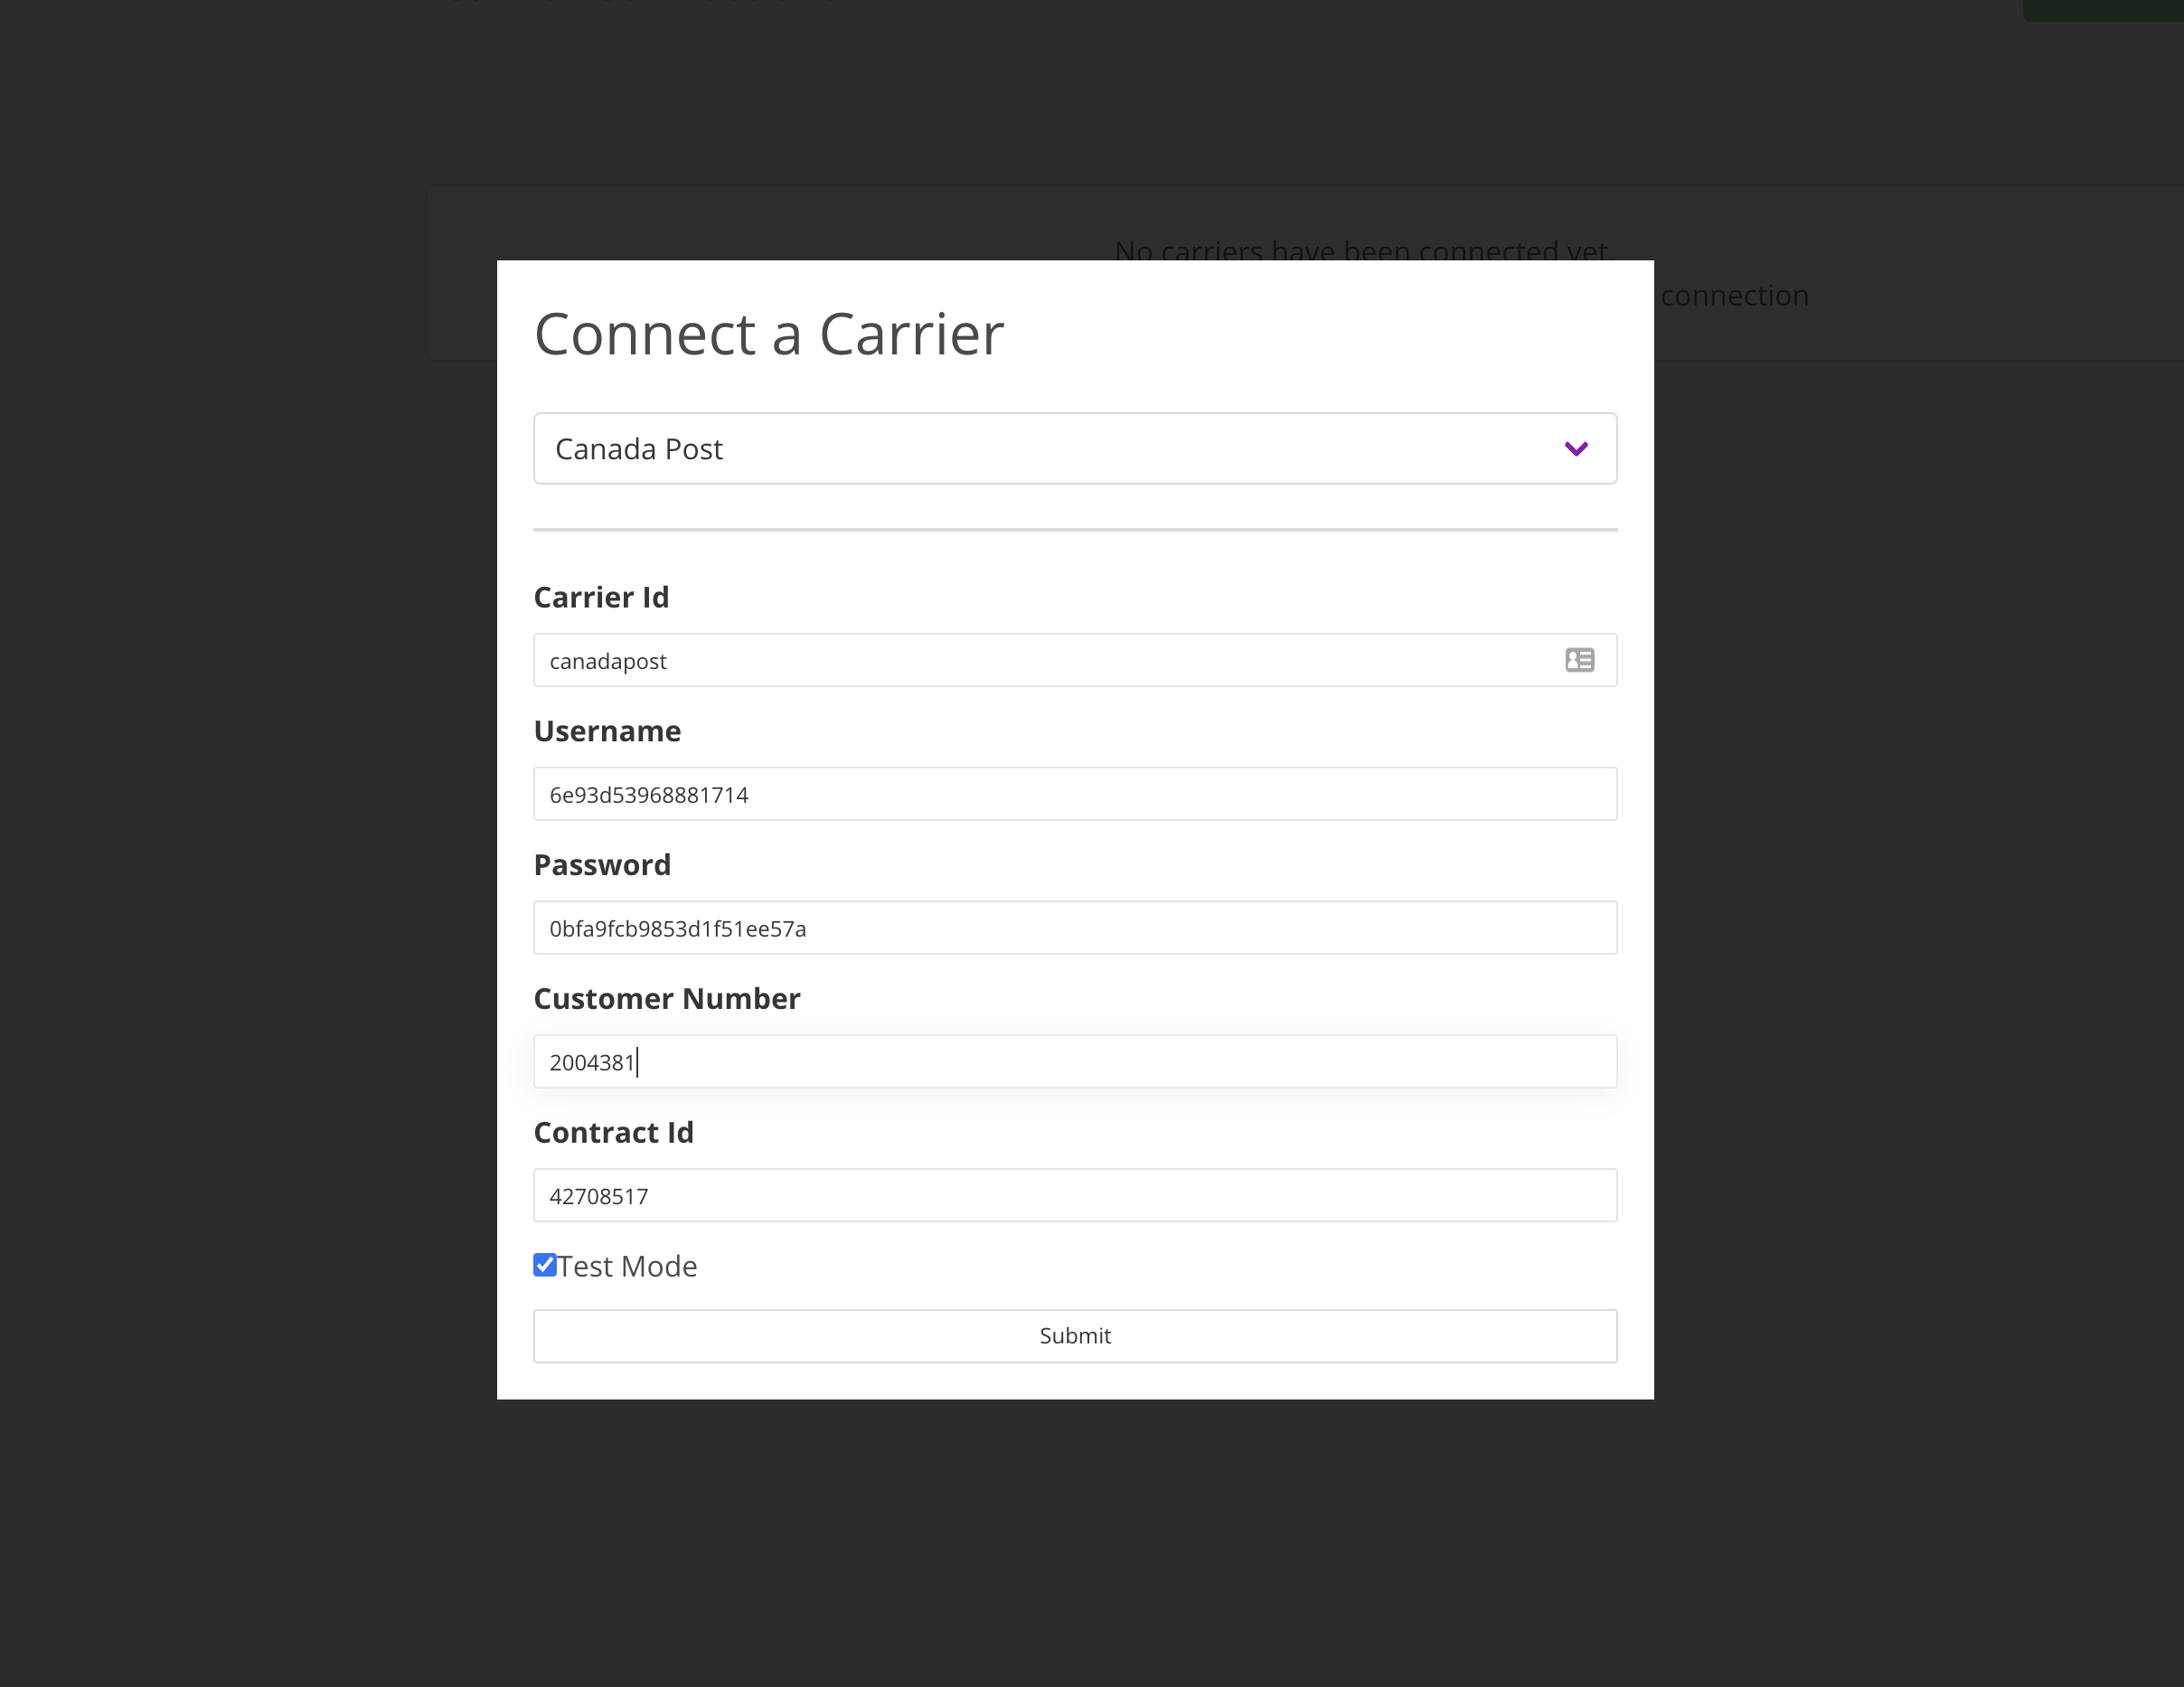 No carriers have been connected yet.
connection
Connect a Carrier
Canada Post
Carrier Id
canadapost
Username
6e93d53968881714
Password
0bfa9fcb9853d1f51ee57a
Customer Number
2004381
Contract Id
42708517
Test Mode
Submit